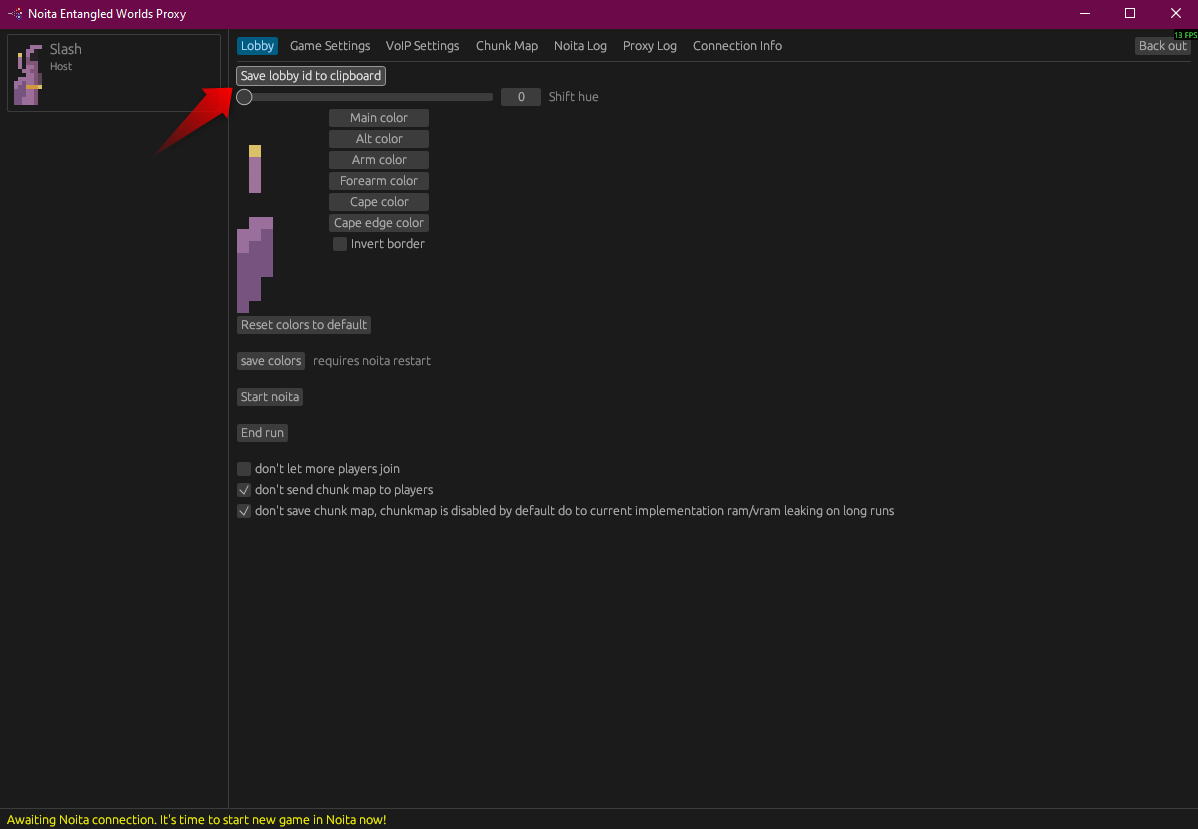 Noita Entangled Worlds Proxy
13 FPS
Slash
Host
Lobby Game Settings VoIP Settings Chunk Map Noita Log Proxy Log Connection Info Back out
Save lobby id to clipboard
0 Shift hue
Main color
Alt color
Arm color
Forearm color
Cape color
Cape edge color
Invert border
Reset colors to default
save colors requires noita restart
Start noita
End run
don't let more players join
don't send chunk map to players
don't save chunk map, chunkmap is disabled by default do to current implementation ram/vram leaking on long runs
Awaiting Noita connection. It's time to start new game in Noita now!